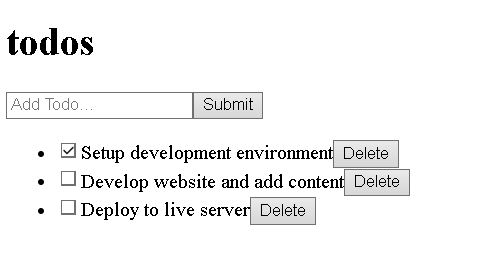 todos
Add Todo... Submit
Setup development environment Delete
Develop website and add content Delete
Deploy to live server Delete